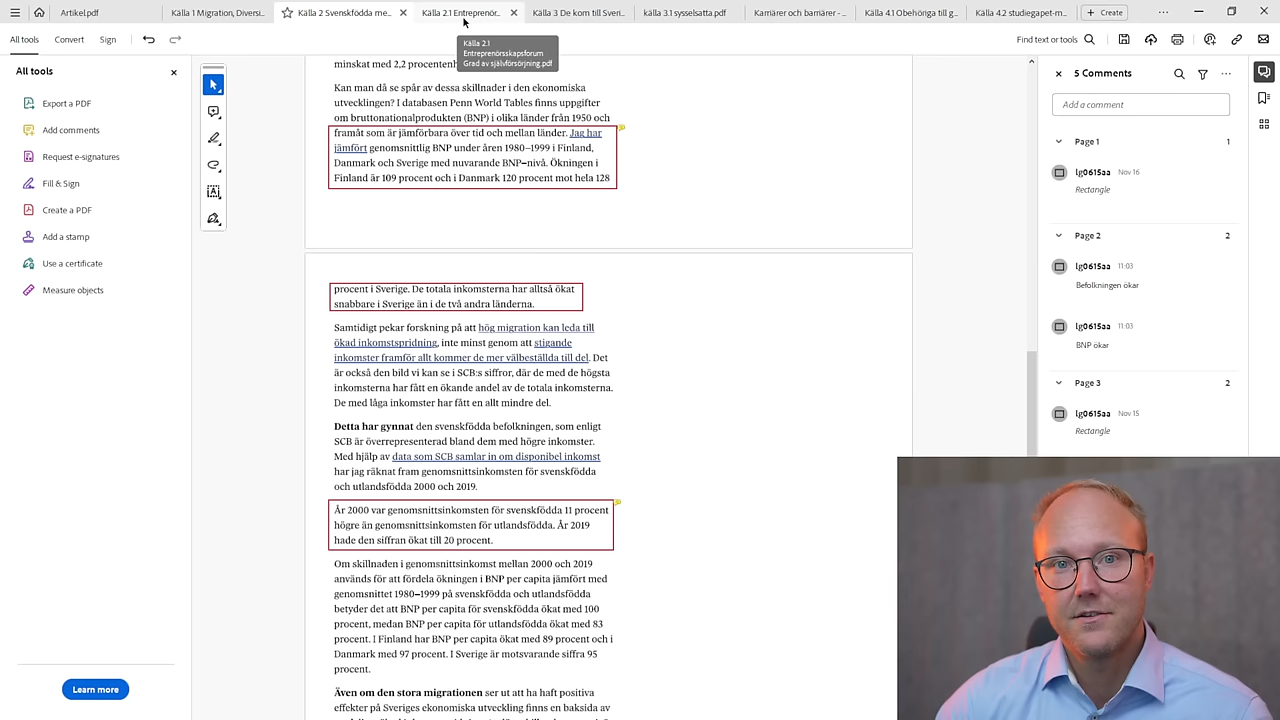 Artikel.pdf
Källa 1 Migration, Diversi...
Källa 2 Svenskfödda me...
Källa 2.1 Entreprenör...
Källa 3 De kom till Sveri...
källa 3.1 sysselsatta.pdf
Karriärer och barriärer - ...
Källa 4.1 Obehöriga till g...
Källa 4.2 studiegapet-m...
Create
All tools
Convert
Sign
Find text or tools
Källa 2.1
Entreprenörsskapsforum
Grad av självförsörjning.pdf
All tools
Export a PDF
Add comments
Request e-signatures
Fill & Sign
Create a PDF
Add a stamp
Use a certificate
Measure objects
Learn more
minskat med 2,2 procentenh
Kan man då se spår av dessa skillnader i den ekonomiska
utvecklingen? I databasen Penn World Tables finns uppgifter
om bruttonationalprodukten (BNP) i olika länder från 1950 och
framåt som är jämförbara över tid och mellan länder. Jag har
jämfört genomsnittlig BNP under åren 1980–1999 i Finland,
Danmark och Sverige med nuvarande BNP–nivå. Ökningen i
Finland är 109 procent och i Danmark 120 procent mot hela 128
procent i Sverige. De totala inkomsterna har alltså ökat
snabbare i Sverige än i de två andra länderna.
Samtidigt pekar forskning på att hög migration kan leda till
ökad inkomstspridning, inte minst genom att stigande
inkomster framför allt kommer de mer välbeställda till del. Det
är också den bild vi kan se i SCB:s siffror, där de med de högsta
inkomsterna har fått en ökande andel av de totala inkomsterna.
De med låga inkomster har fått en allt mindre del.
Detta har gynnat den svenskfödda befolkningen, som enligt
SCB är överrepresenterad bland dem med högre inkomster.
Med hjälp av data som SCB samlar in om disponibel inkomst
har jag räknat fram genomsnittsinkomsten för svenskfödda
och utlandsfödda 2000 och 2019.
År 2000 var genomsnittsinkomsten för svenskfödda 11 procent
högre än genomsnittsinkomsten för utlandsfödda. År 2019
hade den siffran ökat till 20 procent.
Om skillnaden i genomsnittsinkomst mellan 2000 och 2019
används för att fördela ökningen i BNP per capita jämfört med
genomsnittet 1980–1999 på svenskfödda och utlandsfödda
betyder det att BNP per capita för svenskfödda ökat med 100
procent, medan BNP per capita för utlandsfödda ökat med 83
procent. I Finland har BNP per capita ökat med 89 procent och i
Danmark med 97 procent. I Sverige är motsvarande siffra 95
procent.
Även om den stora migrationen ser ut att ha haft positiva
effekter på Sveriges ekonomiska utveckling finns en baksida av
5 Comments
Add a comment
Page 1
1
lg0615aa Nov 16
Rectangle
Page 2
2
lg0615aa 11:03
Befolkningen ökar
lg0615aa 11:03
BNP ökar
Page 3
2
lg0615aa Nov 15
Rectangle